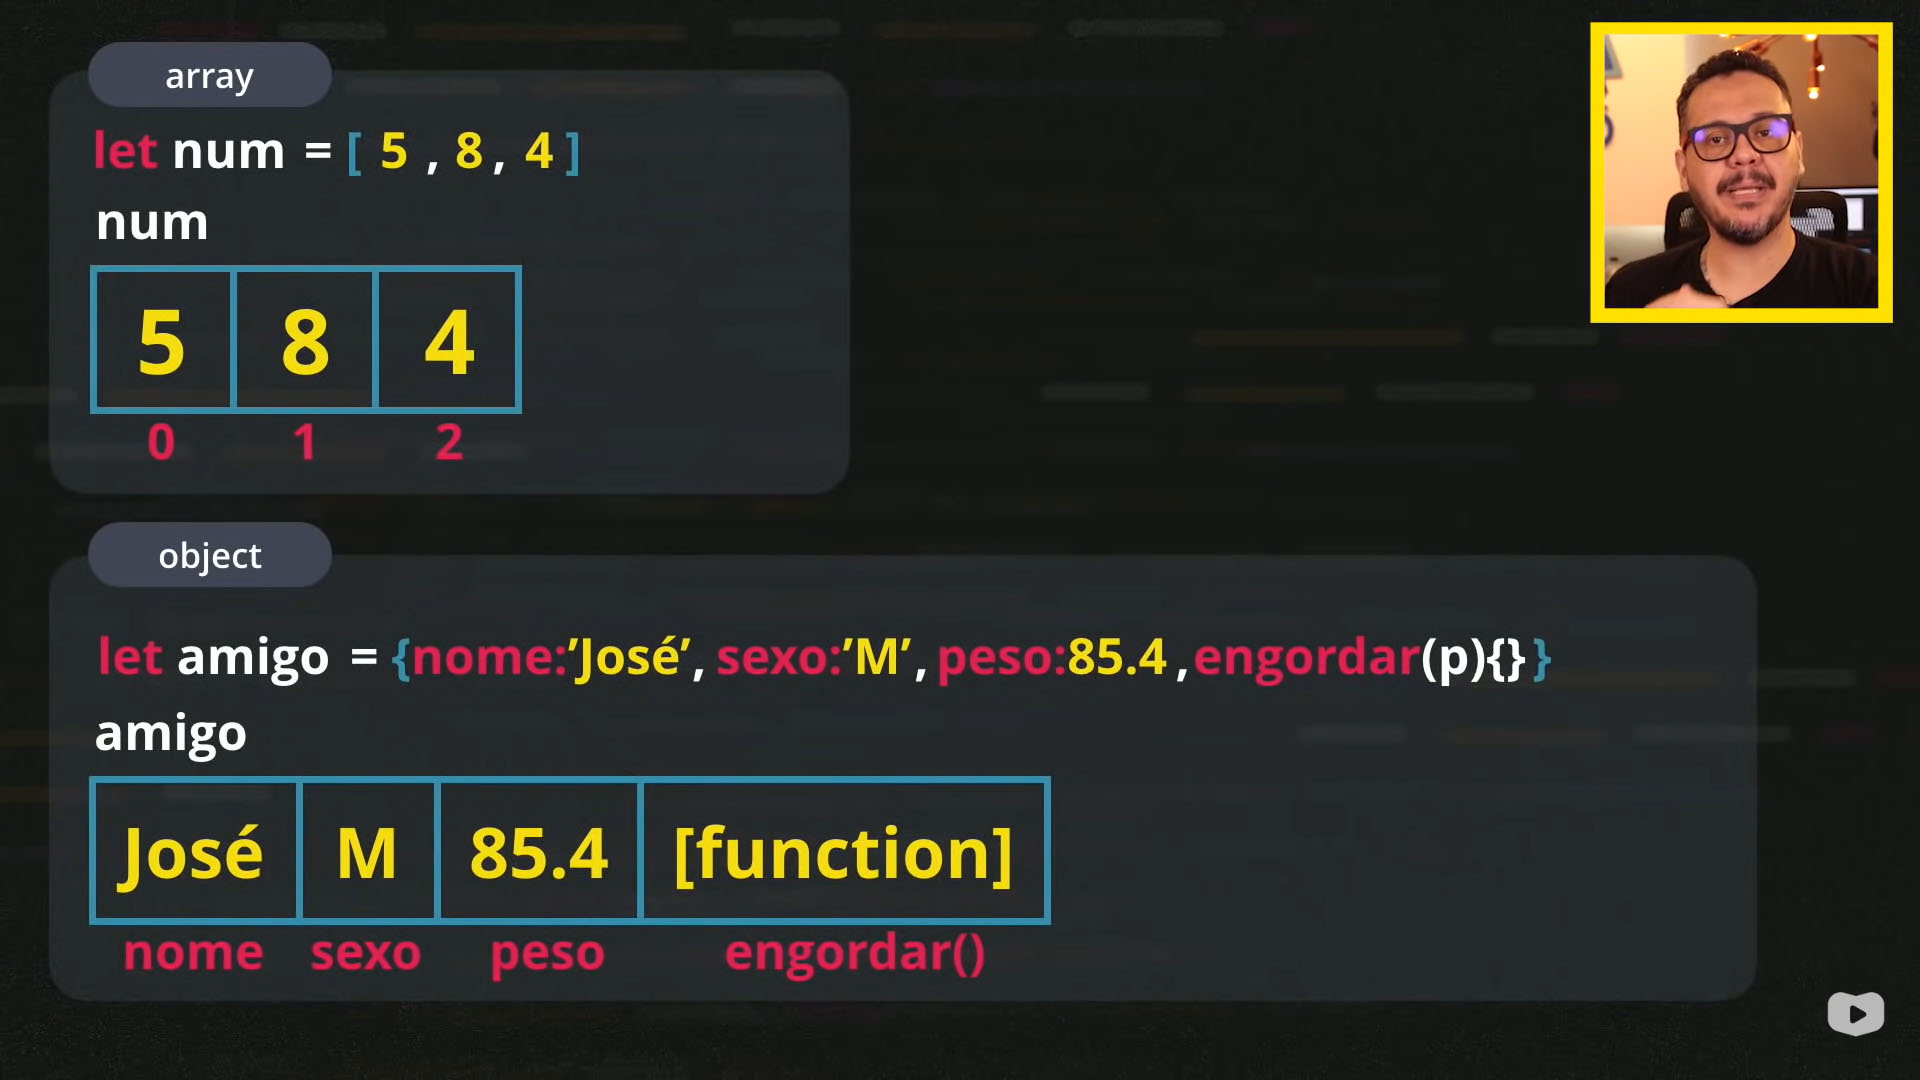 array
let num = [ 5 , 8, 4 ]
num
5 8 4
0 1 2
object
let amigo = {nome:’José’, sexo:’M’, peso:85.4 ,engordar(p){} }
amigo
José M 85.4 [function]
nome sexo peso engordar()